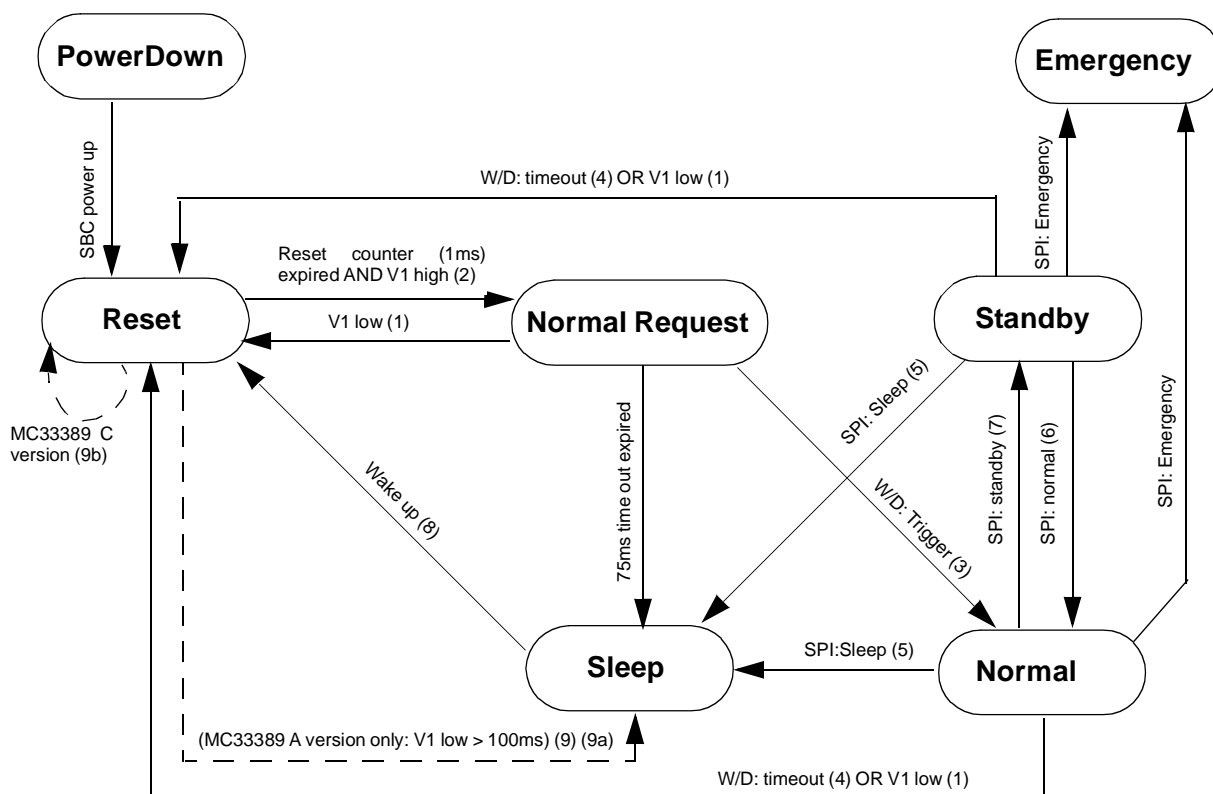 PowerDown
Emergency
SBC power up
W/D: timeout (4) OR V1 low (1)
SPI: Emergency
Reset counter (1ms)
expired AND V1 high (2)
Reset
V1 low (1)
Normal Request
Standby
MC33389 C
version (9b)
Wake up (8)
75ms time out expired
SPI: Sleep (5)
W/D: Trigger (3)
SPI: standby (7)
SPI: normal (6)
SPI: Emergency
Sleep
SPI:Sleep (5)
Normal
(MC33389 A version only: V1 low > 100ms) (9) (9a)
W/D: timeout (4) OR V1 low (1)